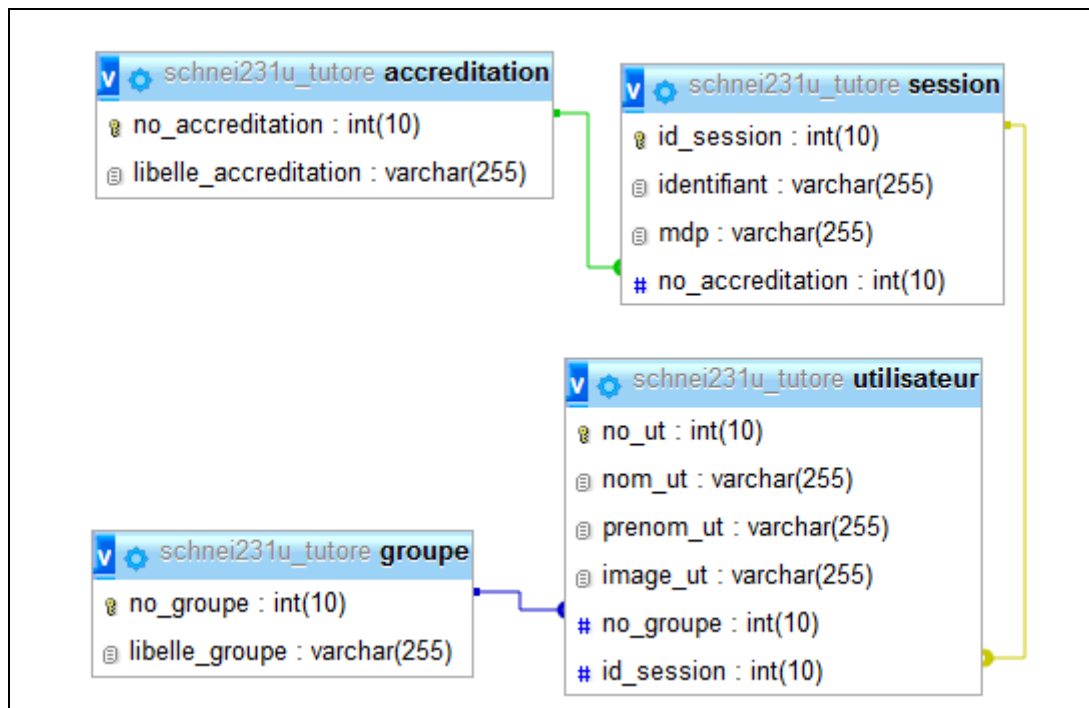 v schnei231u_tutore accreditation
no_accreditation : int(10)
libelle_accreditation : varchar(255)
v schnei231u_tutore session
id_session : int(10)
identifiant : varchar(255)
mdp : varchar(255)
# no_accreditation : int(10)
v schnei231u_tutore utilisateur
no_ut : int(10)
nom_ut : varchar(255)
prenom_ut : varchar(255)
image_ut : varchar(255)
# no_groupe : int(10)
# id_session : int(10)
v schnei231u_tutore groupe
no_groupe : int(10)
libelle_groupe : varchar(255)